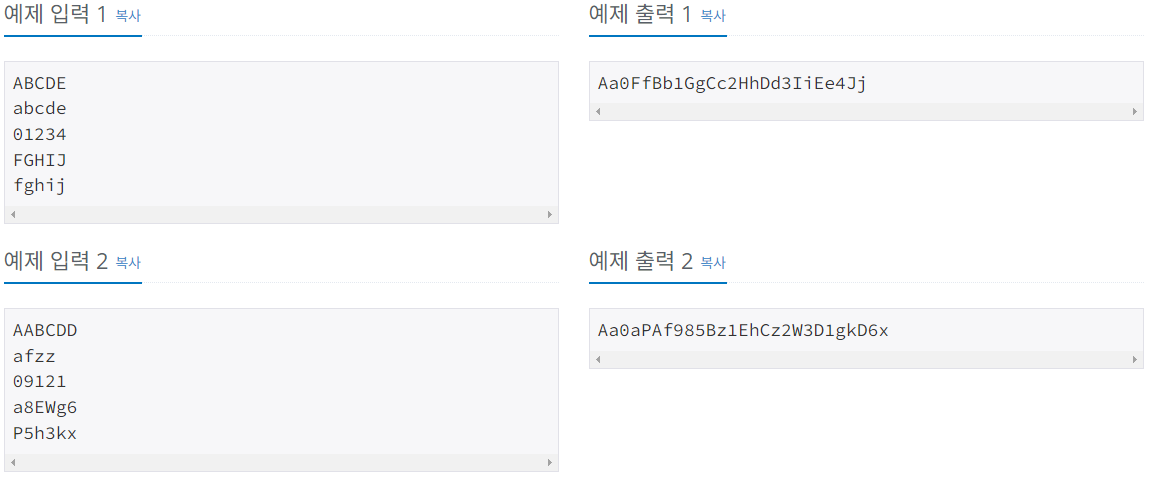 예제 입력 1 복사
ABCDE
abcde
01234
FGHIJ
fghij
예제 출력 1 복사
Aa0FfBb1GgCc2HhDd3IiEe4Jj
예제 입력 2 복사
AABCDD
afzz
09121
a8EWg6
P5h3kx
예제 출력 2 복사
Aa0aPAf985Bz1EhCz2W3D1gkD6x